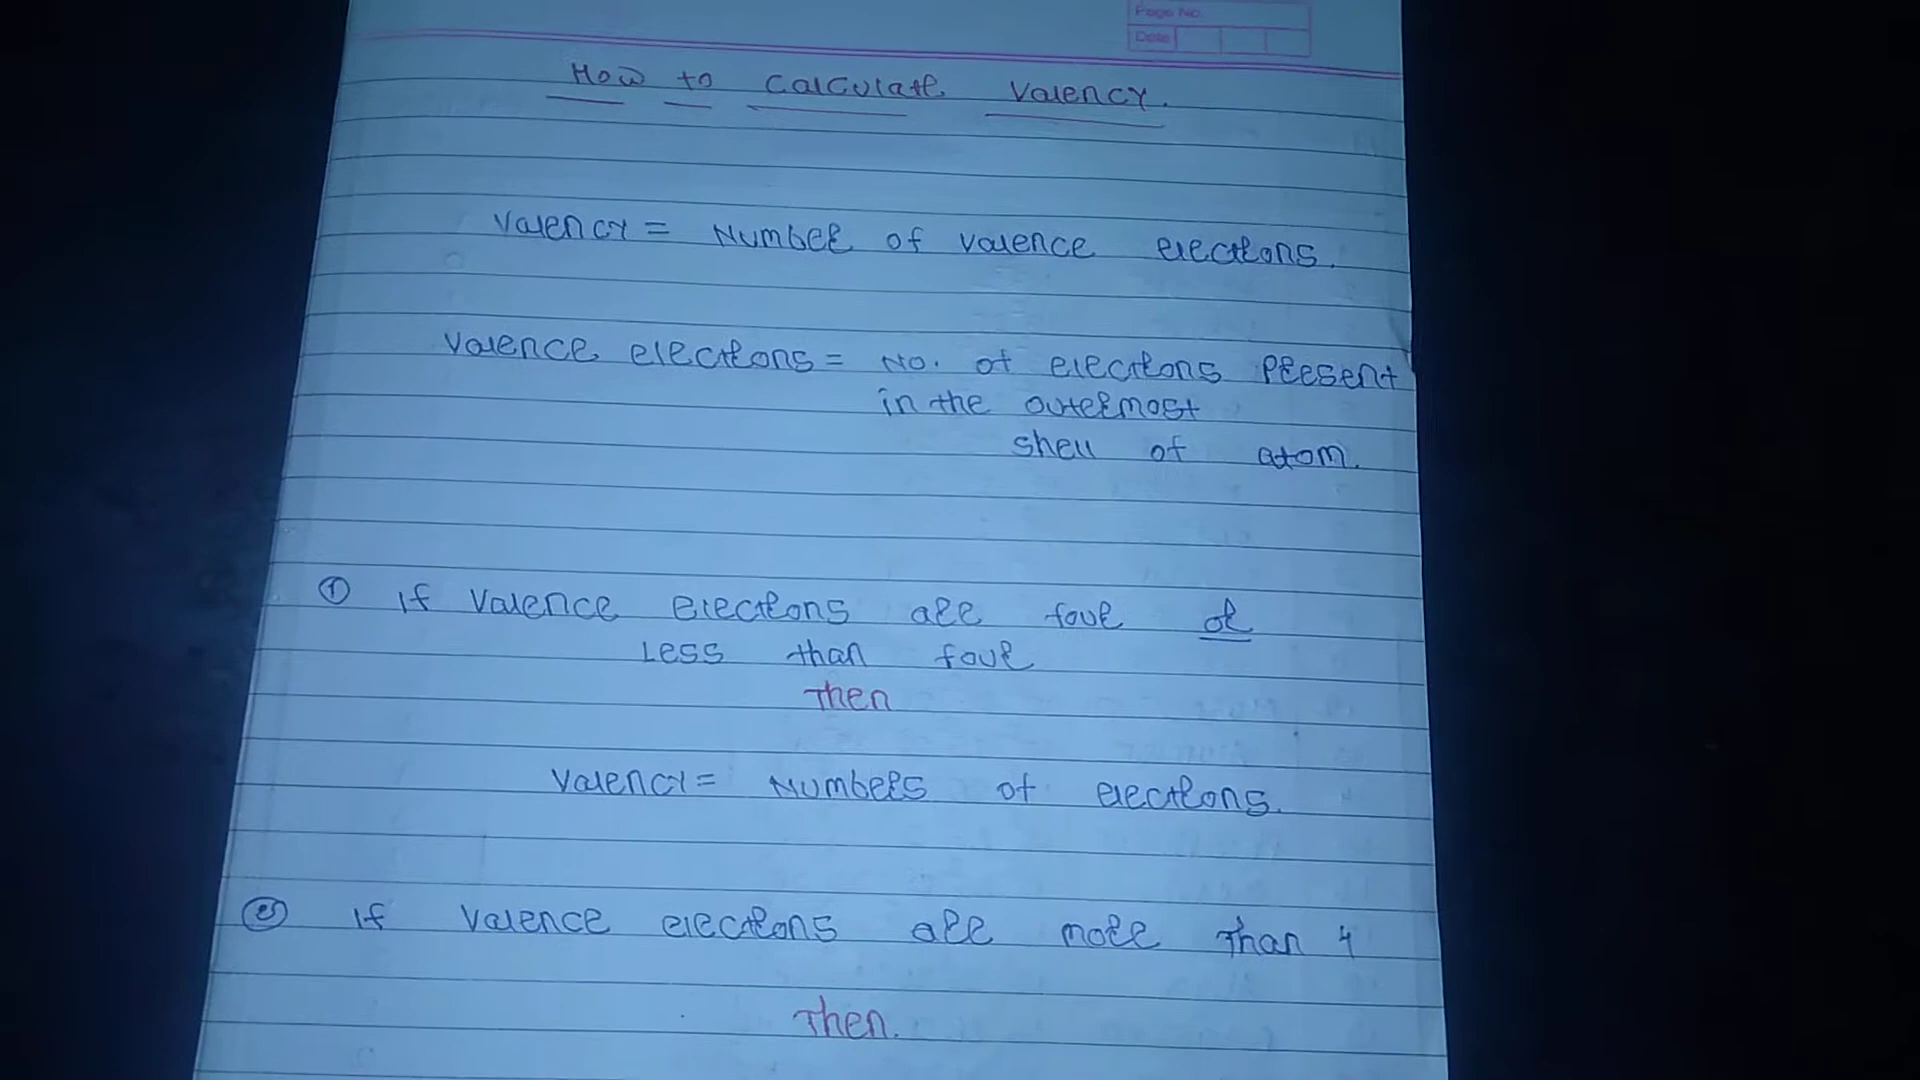 Page No.
Date
How to calculate valency.
Valency = Number of valence electrons.
Valence electrons = No. of electrons present
in the outermost
shell of atom.
① If valence electrons are four or
Less than four
Then
Valency = Numbers of electrons.
② If valence electrons are more Than 4
Then.